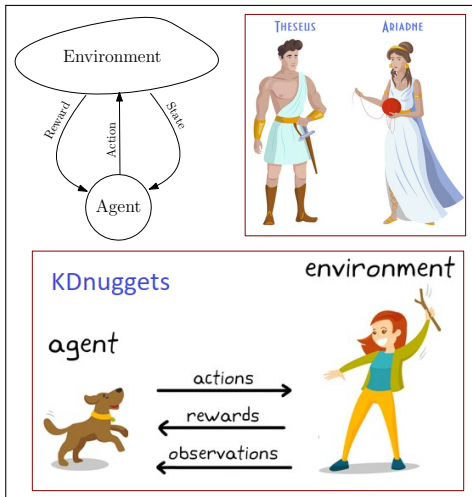 Environment
Reward
Action
State
Agent
THESEUS
ARIADNE
KDnuggets
environment
agent
actions
rewards
observations